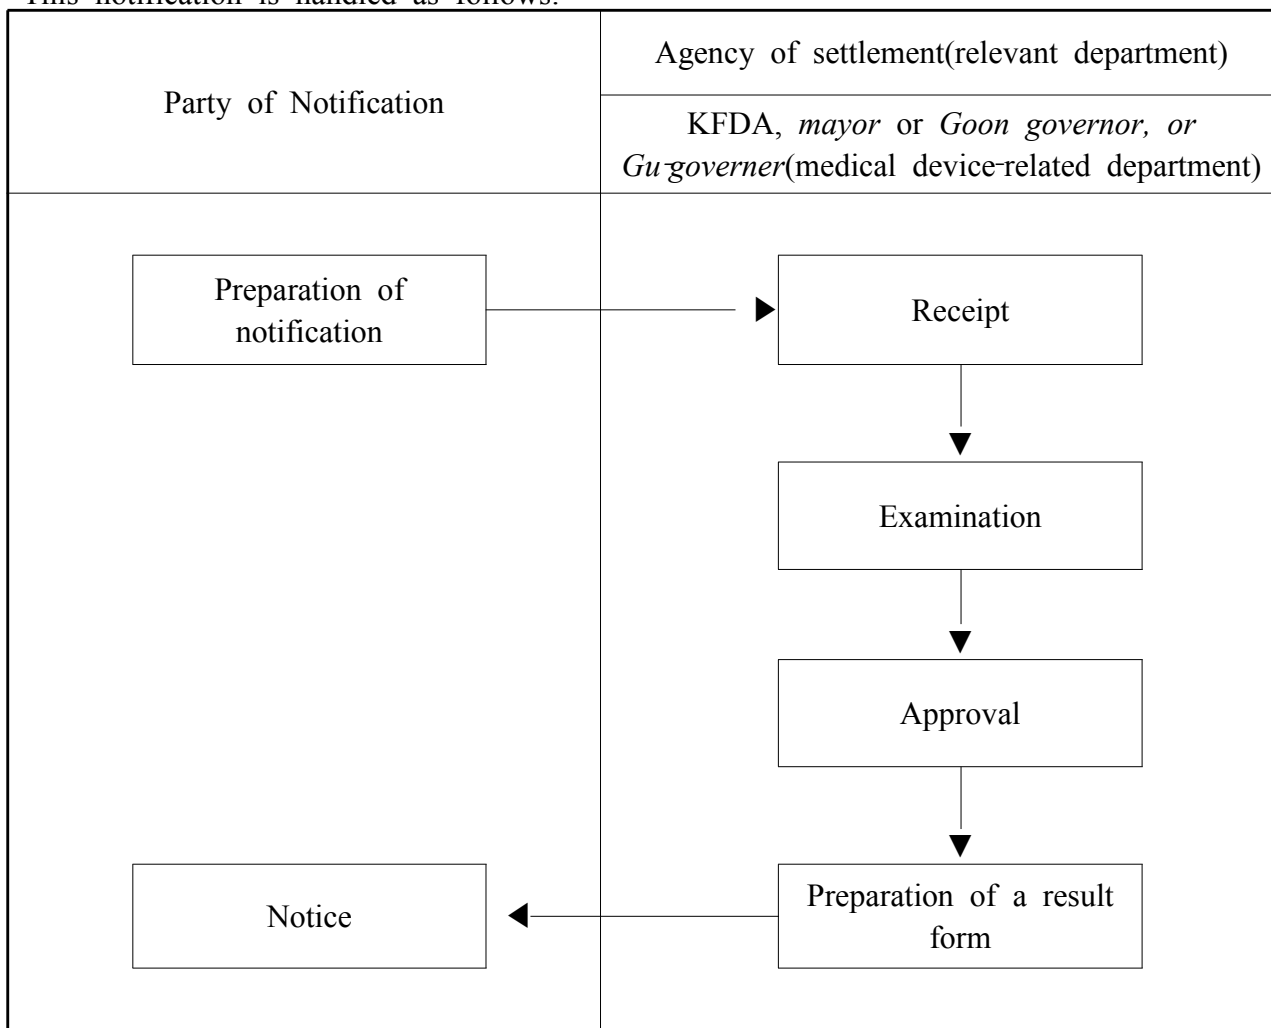 This notification is handled as follows:
Party of Notification
Agency of settlement(relevant department)
KFDA, mayor or Goon governor, or
Gu-governer(medical device-related department)
Preparation of
notification
Receipt
Examination
Approval
Preparation of a result
form
Notice